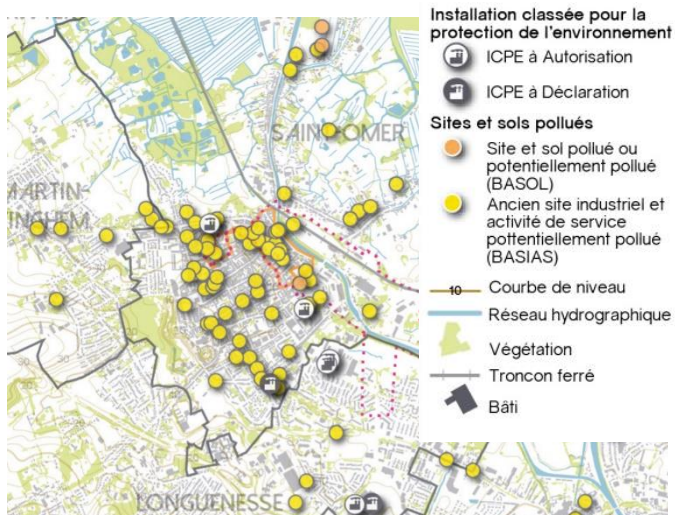 Installation classée pour la
protection de l'environnement
ICPE à Autorisation
ICPE à Déclaration
Sites et sols pollués
Site et sol pollué ou
potentiellement pollué
(BASOL)
Ancien site industriel et
activité de service
pottentiellement pollué
(BASIAS)
10 Courbe de niveau
Réseau hydrographique
Végétation
Troncon ferré
Bâti
SAINT-OMER
MARTIN-
INGHEM
LONGUENESSE